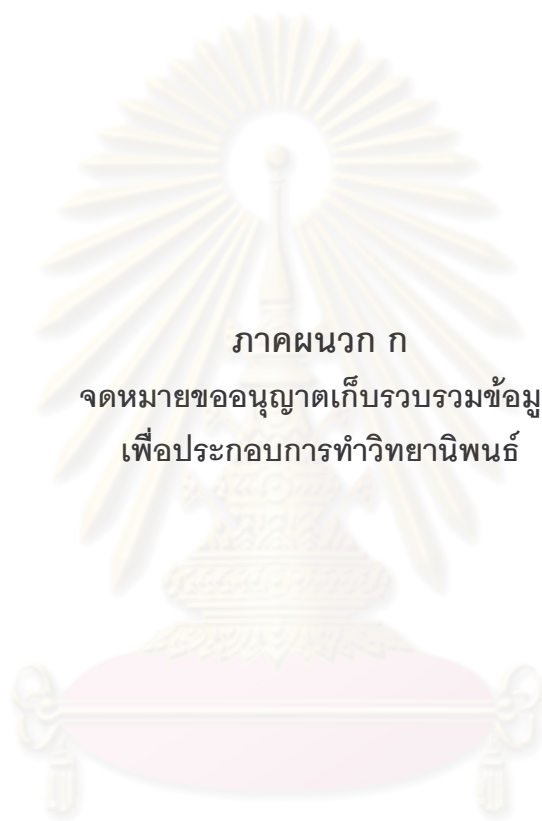 ภาคผนวก ก
จดหมายขออนุญาตเก็บรวบรวมข้อมู
เพื่อประกอบการทำวิทยานิพนธ์